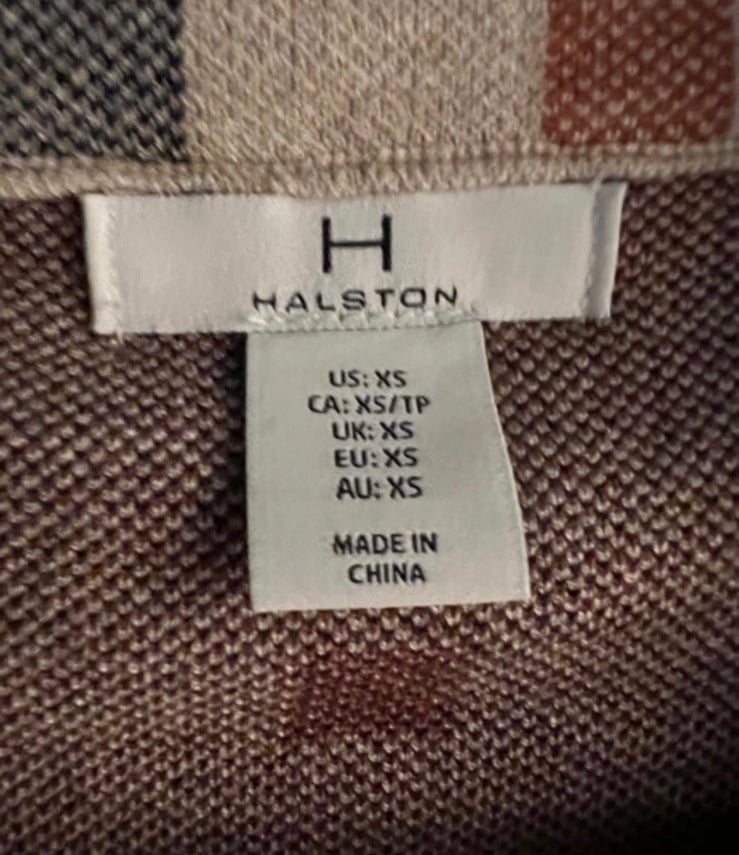 H
HALSTON
US: XS
CA: XS/TP
UK: XS
EU: XS
AU: XS
MADE IN
CHINA